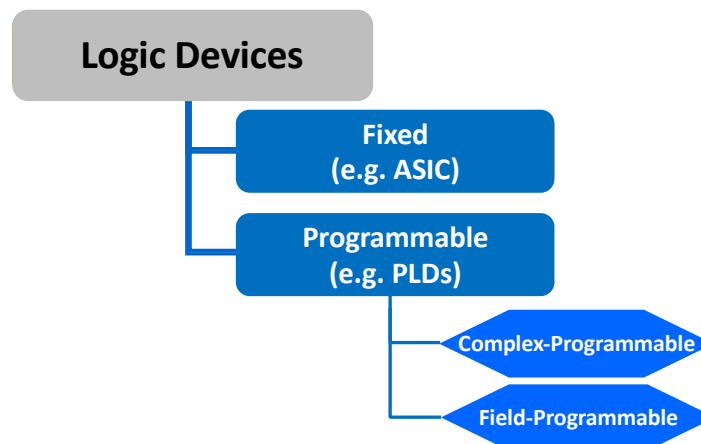 Logic Devices
Fixed
(e.g. ASIC)
Programmable
(e.g. PLDs)
Complex-Programmable
Field-Programmable